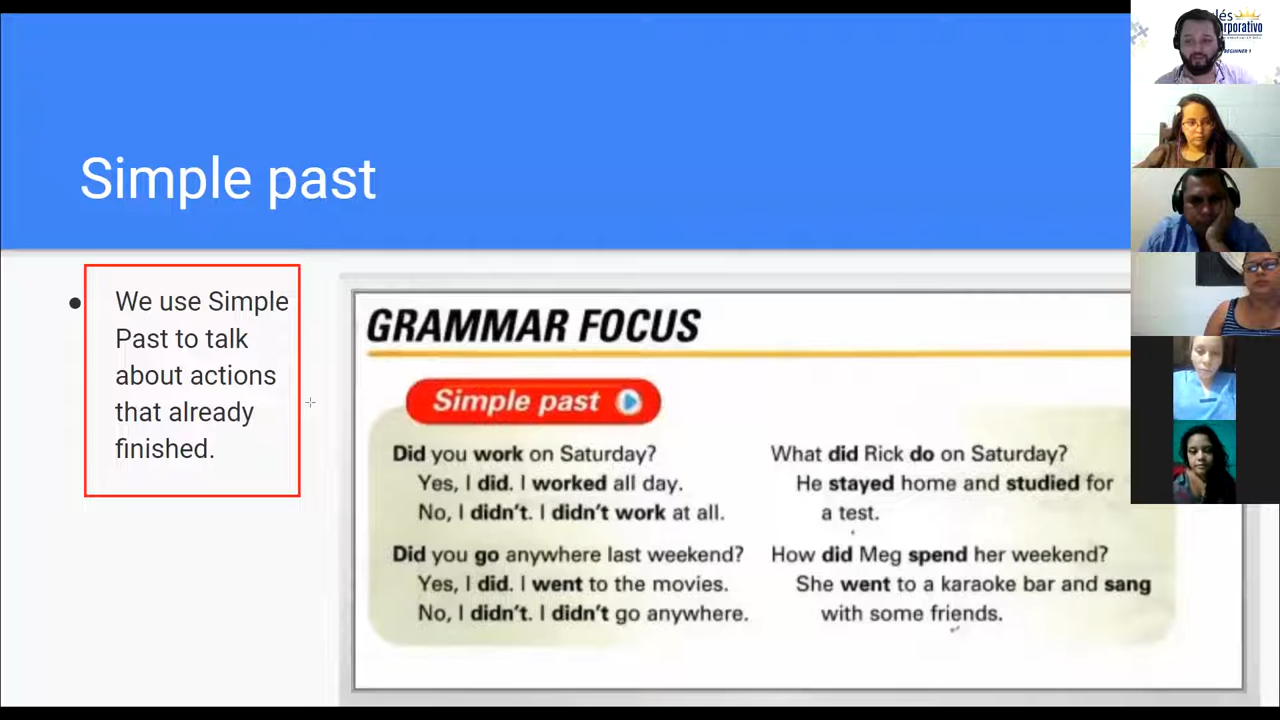 Simple past
We use Simple
Past to talk
about actions
that already
finished.
GRAMMAR FOCUS
Simple past
Did you work on Saturday?
Yes, I did. I worked all day.
No, I didn't. I didn't work at all.
Did you go anywhere last weekend?
Yes, I did. I went to the movies.
No, I didn't. I didn't go anywhere.
What did Rick do on Saturday?
He stayed home and studied for
a test.
How did Meg spend her weekend?
She went to a karaoke bar and sang
with some friends.
BEGINNER 1